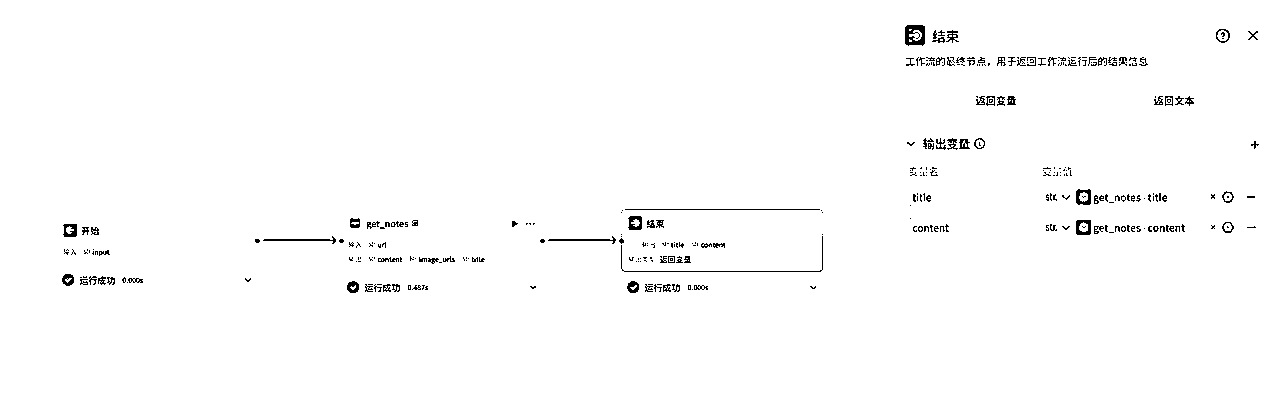 开始
输入 str. input
运行成功 0.000s
get_notes
输入 str. url
输出 str. content str. image_urls str. title
运行成功 0.487s
结束
输出 str. title str. content
输出类型 返回变量
运行成功 0.000s
结束
工作流的最终节点，用于返回工作流运行后的结果信息
返回变量 返回文本
输出变量
变量名 变量值
title str. get_notes - title
content str. get_notes - content